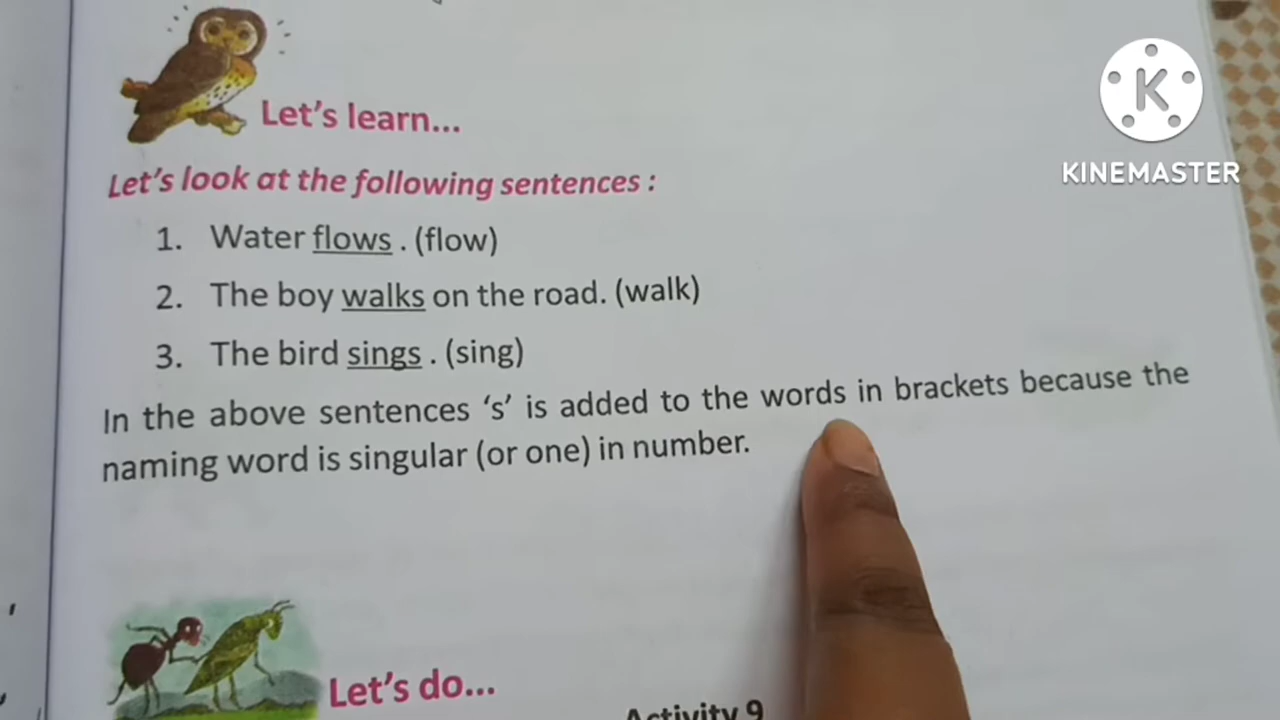 Let's learn...
Let's look at the following sentences :
1. Water flows . (flow)
2. The boy walks on the road. (walk)
3. The bird sings . (sing)
In the above sentences 's' is added to the words in brackets because the
naming word is singular (or one) in number.
Let's do...
Activity 9
K
KINEMASTER